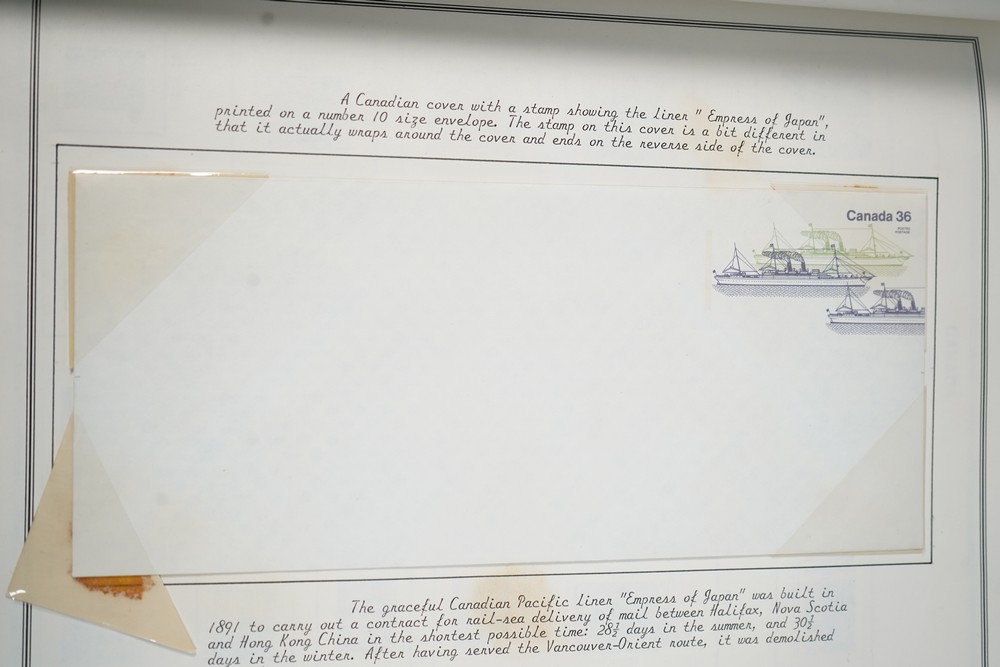 A Canadian cover with a stamp showing the liner " Empress of Japan",
printed on a number 10 size envelope. The stamp on this cover is a bit different in
that it actually wraps around the cover and ends on the reverse side of the cover.
Canada 36
The graceful Canadian Pacific liner "Empress of Japan" was built in
1891 to carry out a contract for rail-sea delivery of mail between Halifax, Nova Scotia
and Hong Kong China in the shortest possible time: 28½ days in the summer, and 30½
days in the winter. After having served the Vancouver-Orient route, it was demolished